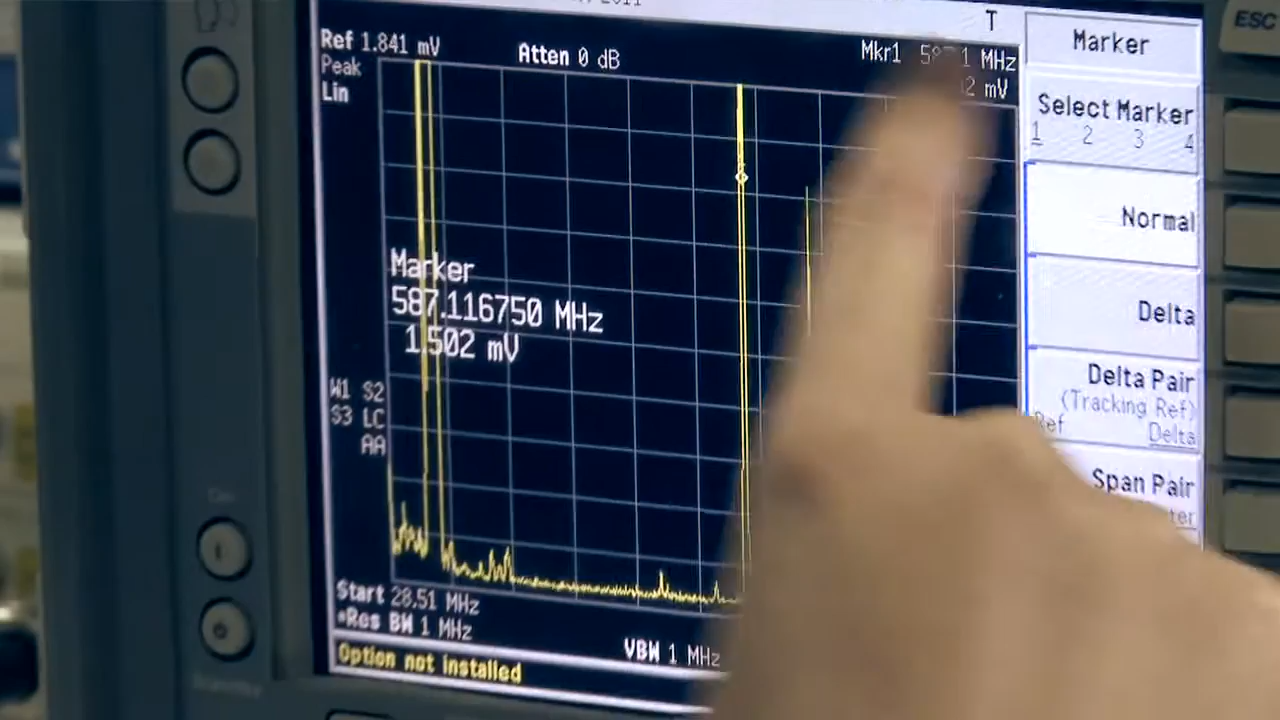 2011
T
Ref 1.841 mV
Atten 0 dB
Mkr1 MHz
mV
Peak
Lin
Marker
587.116750 MHz
1.502 mV
W1 S2
S3 LC
AA
Start 28.51 MHz
*Res BW 1 MHz
VBW 1 MHz
Option not installed
Marker
Select Marker
1 2 3 4
Normal
Delta
Delta Pair
(Tracking Ref)
Ref Delta
Span Pair
ESC